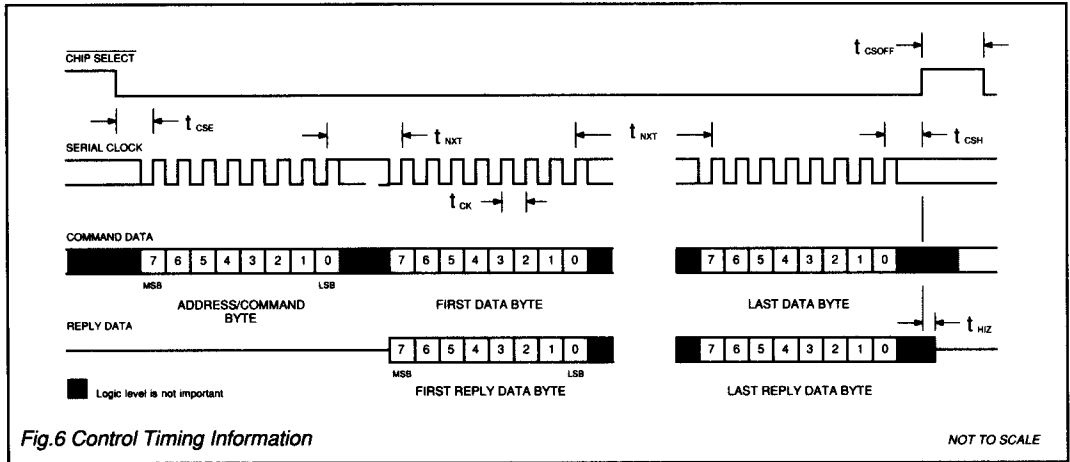 t CSOFF
CHIP SELECT
t CSE
t NXT
t NXT
t CSH
SERIAL CLOCK
t CK
COMMAND DATA
7 6 5 4 3 2 1 0
7 6 5 4 3 2 1 0
7 6 5 4 3 2 1 0
MSB
LSB
ADDRESS/COMMAND
BYTE
FIRST DATA BYTE
LAST DATA BYTE
REPLY DATA
t HIZ
7 6 5 4 3 2 1 0
7 6 5 4 3 2 1 0
MSB
LSB
FIRST REPLY DATA BYTE
LAST REPLY DATA BYTE
Logic level is not important
Fig.6 Control Timing Information
NOT TO SCALE